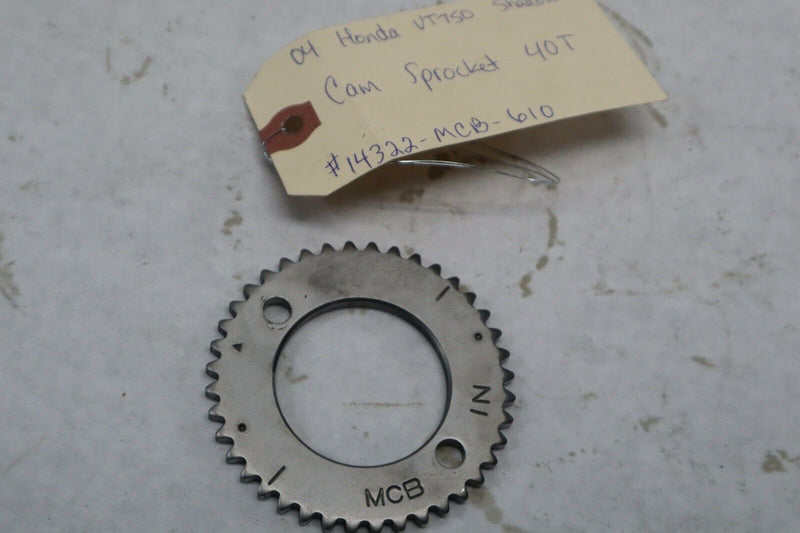 04 Honda VT750 Shadow
Cam Sprocket 40T
#14322-MCB-610
IN
MCB